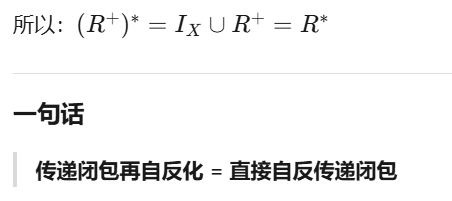 所以：(R⁺)* = I_X ∪ R⁺ = R*
一句话
传递闭包再自反化 = 直接自反传递闭包